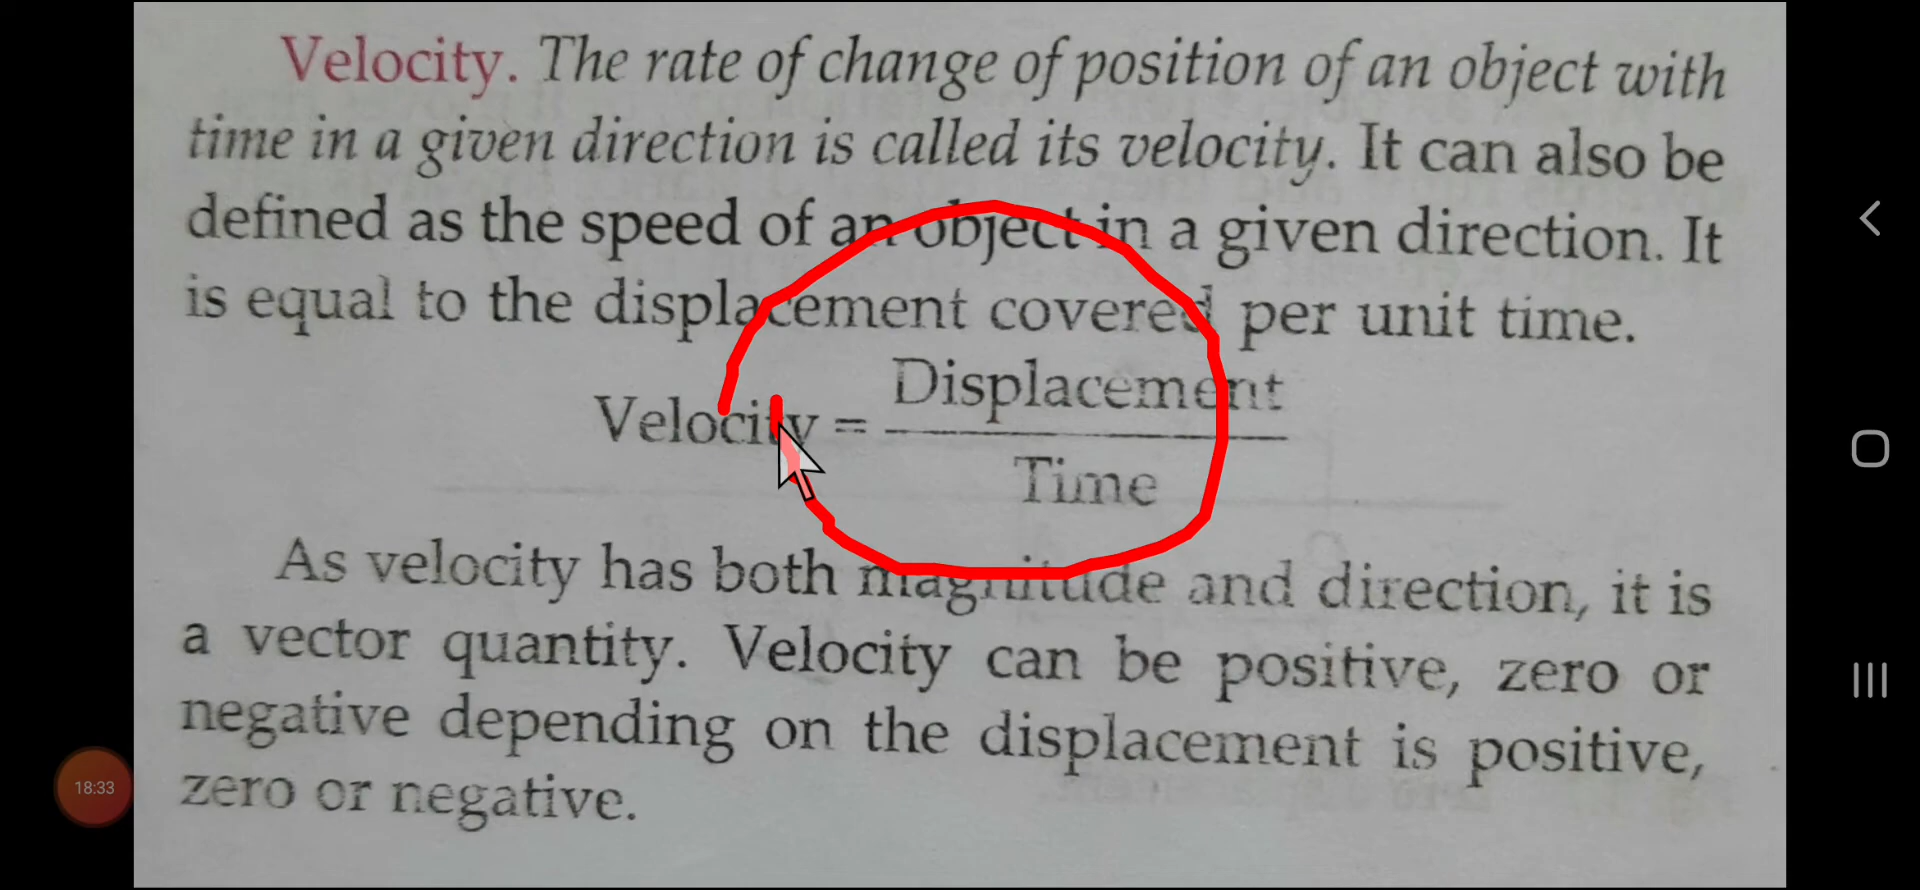 Velocity. The rate of change of position of an object with
time in a given direction is called its velocity. It can also be
defined as the speed of an object in a given direction. It
is equal to the displacement covered per unit time.
Velocity = Displacement
Time
As velocity has both magnitude and direction, it is
a vector quantity. Velocity can be positive, zero or
negative depending on the displacement is positive,
zero or negative.
18:33